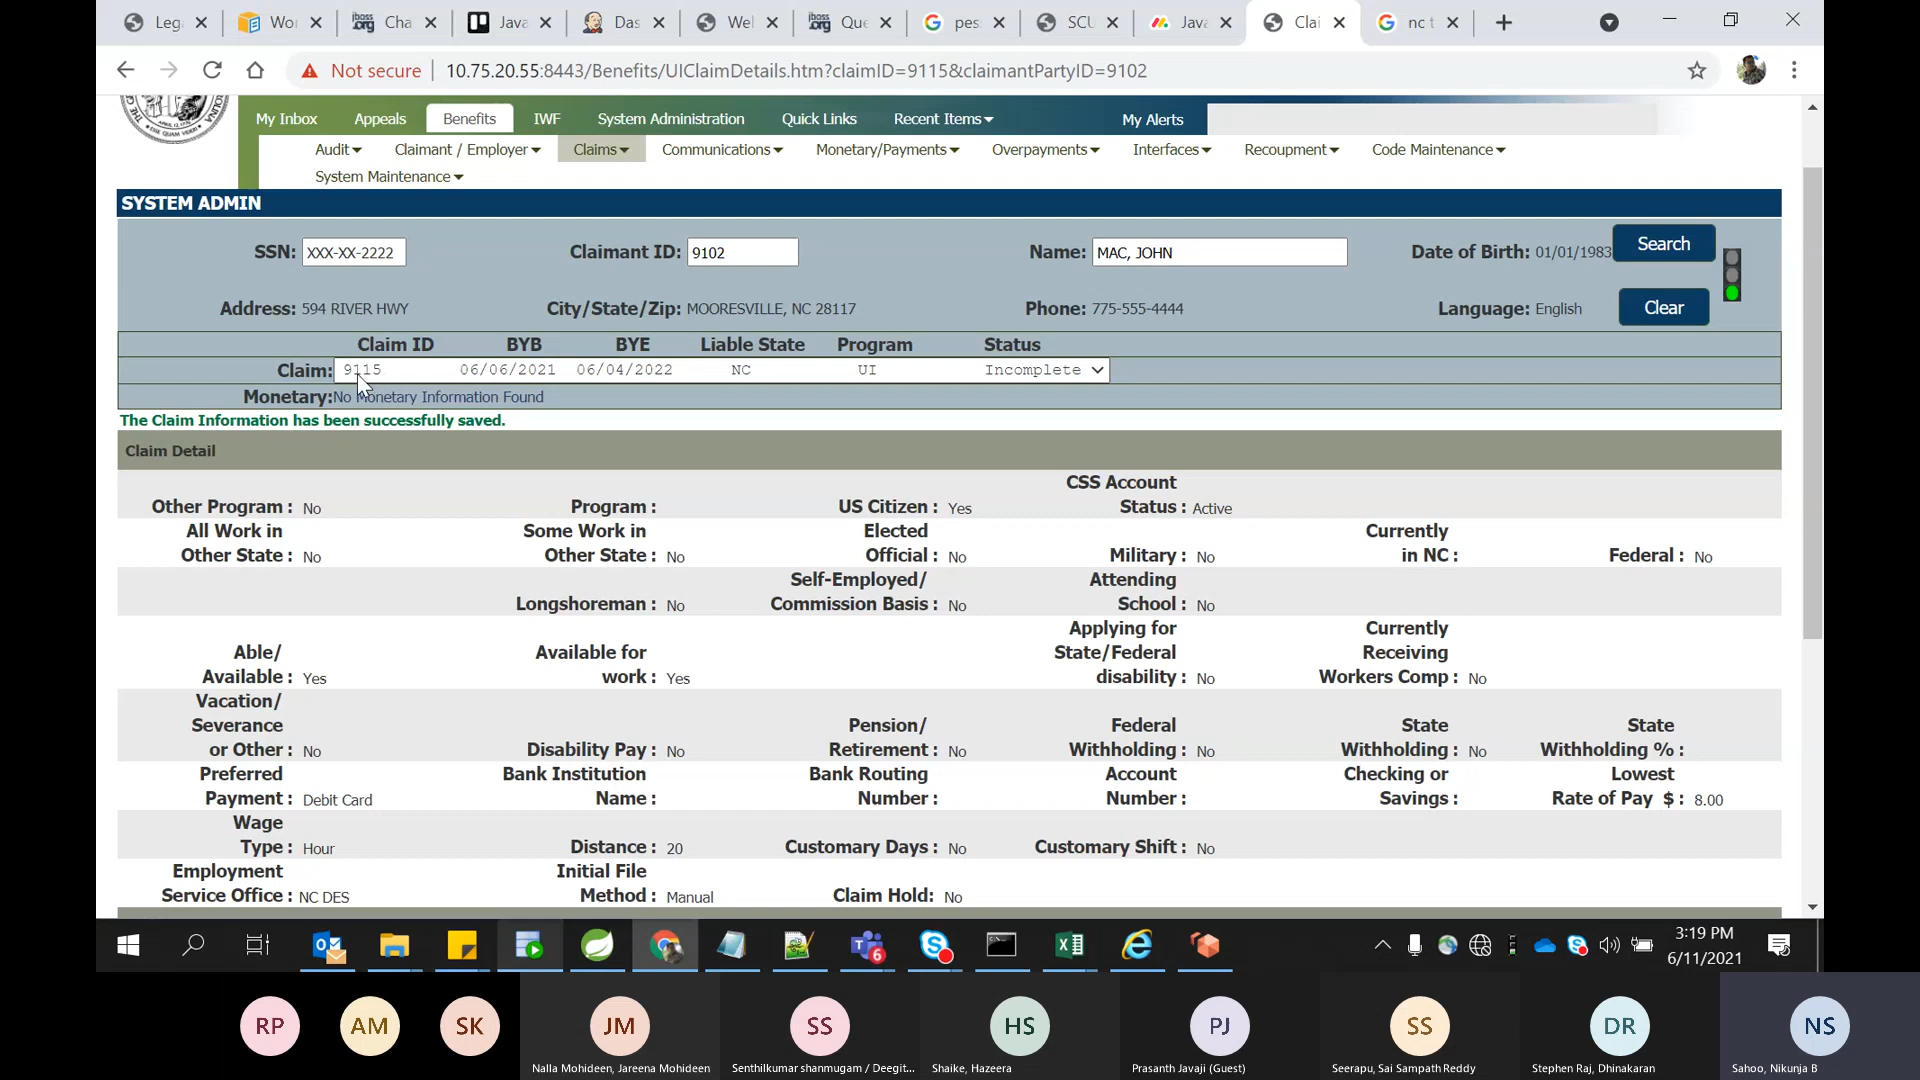 Leg
Wor
Cha
Java
Das
Wel
Que
pes
SCU
Java
Clai
nc t
Not secure
10.75.20.55:8443/Benefits/UIClaimDetails.htm?claimID=9115&claimantPartyID=9102
My Inbox Appeals Benefits IWF System Administration Quick Links Recent Items My Alerts
Audit Claimant / Employer Claims Communications Monetary/Payments Overpayments Interfaces Recoupment Code Maintenance
System Maintenance
SYSTEM ADMIN
SSN: XXX-XX-2222 Claimant ID: 9102 Name: MAC, JOHN Date of Birth: 01/01/1983 Search
Address: 594 RIVER HWY City/State/Zip: MOORESVILLE, NC 28117 Phone: 775-555-4444 Language: English Clear
Claim ID BYB BYE Liable State Program Status
Claim: 9115 06/06/2021 06/04/2022 NC UI Incomplete
Monetary: No Monetary Information Found
The Claim Information has been successfully saved.
Claim Detail
Other Program : No Program : US Citizen : Yes CSS Account Status : Active
All Work in Other State : No Some Work in Other State : No Elected Official : No Military : No Currently in NC : Federal : No
Longshoreman : No Self-Employed/ Commission Basis : No Attending School : No
Able/ Available : Yes Available for work : Yes Applying for State/Federal disability : No Currently Receiving Workers Comp : No
Vacation/ Severance or Other : No Disability Pay : No Pension/ Retirement : No Federal Withholding : No State Withholding : No State Withholding % :
Preferred Payment : Debit Card Bank Institution Name : Bank Routing Number : Account Number : Checking or Savings : Lowest Rate of Pay $ : 8.00
Wage Type : Hour Distance : 20 Customary Days : No Customary Shift : No
Employment Service Office : NC DES Initial File Method : Manual Claim Hold: No
6
3:19 PM
6/11/2021
RP
AM
SK
JM
SS
HS
PJ
SS
DR
NS
Nalla Mohideen, Jareena Mohideen
Senthilkumar shanmugam / Deegit...
Shaike, Hazeera
Prasanth Javaji (Guest)
Seerapu, Sai Sampath Reddy
Stephen Raj, Dhinakaran
Sahoo, Nikunja B